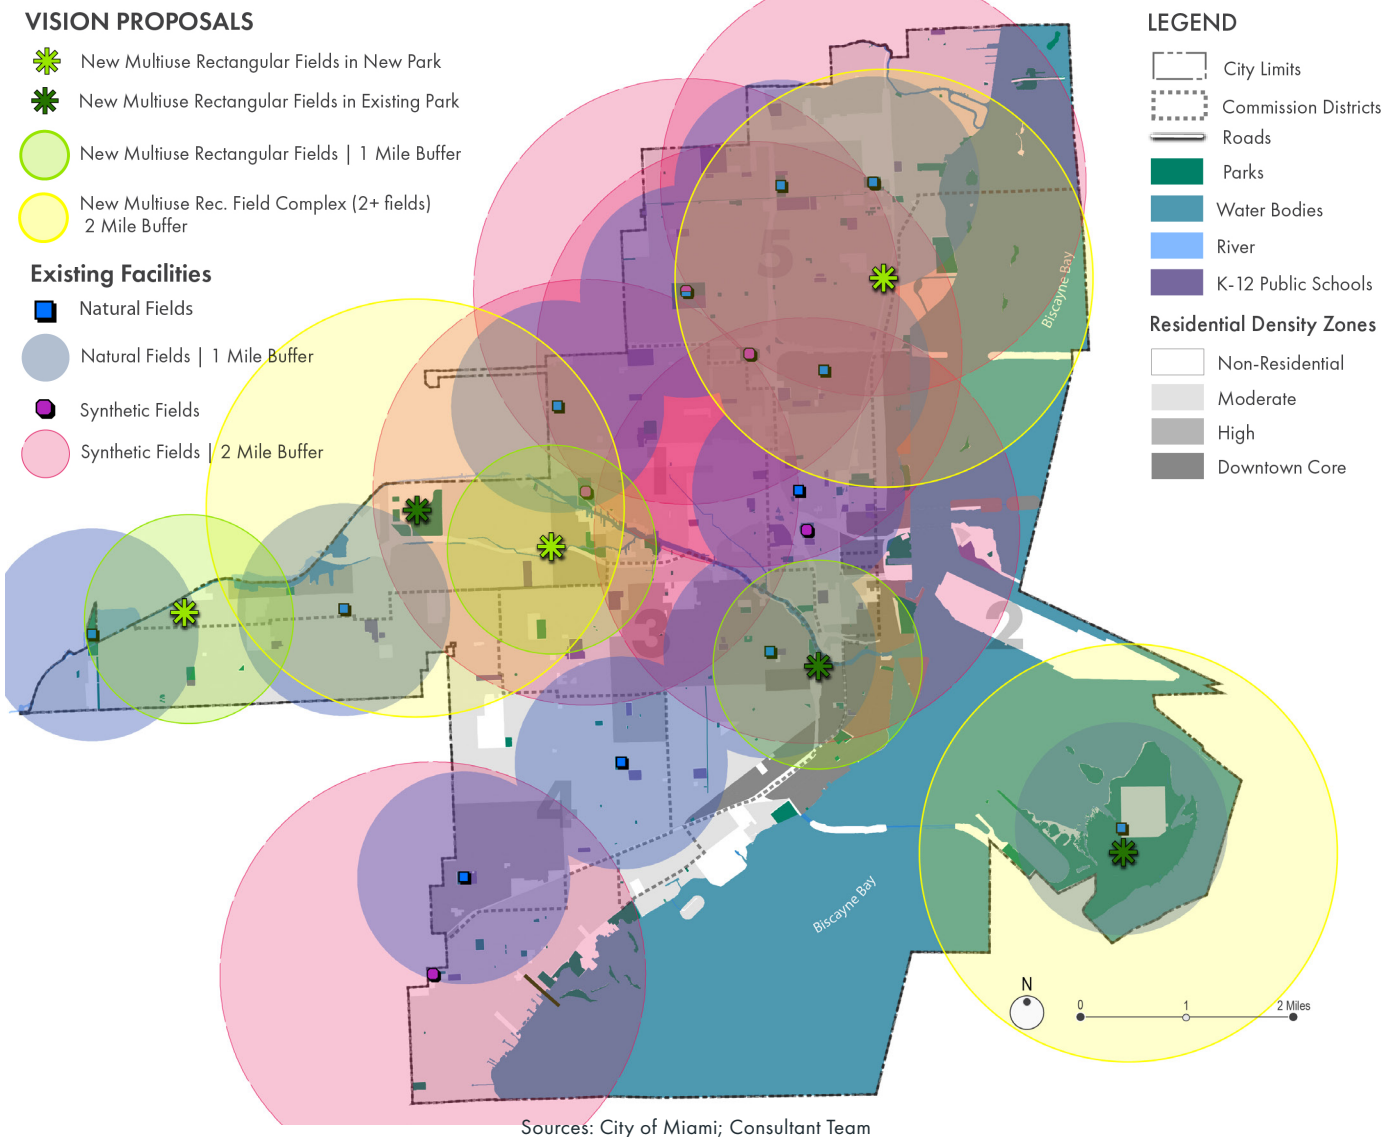 VISION PROPOSALS
New Multiuse Rectangular Fields in New Park
New Multiuse Rectangular Fields in Existing Park
New Multiuse Rectangular Fields | 1 Mile Buffer
New Multiuse Rec. Field Complex (2+ fields)
2 Mile Buffer
Existing Facilities
Natural Fields
Natural Fields | 1 Mile Buffer
Synthetic Fields
Synthetic Fields | 2 Mile Buffer
LEGEND
City Limits
Commission Districts
Roads
Parks
Water Bodies
River
K-12 Public Schools
Residential Density Zones
Non-Residential
Moderate
High
Downtown Core
5
Biscayne Bay
1
3
2
4
Biscayne Bay
N
0 1 2 Miles
Sources: City of Miami; Consultant Team